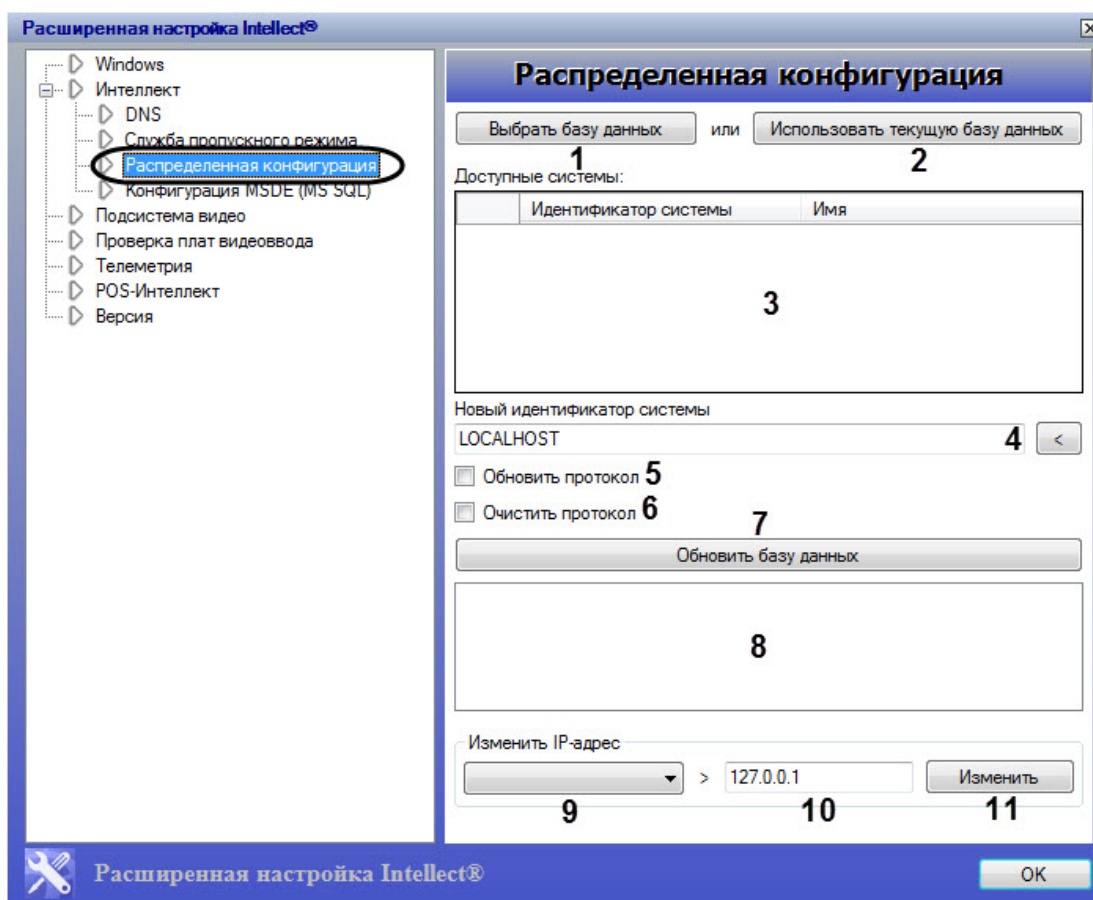 Расширенная настройка Intellect®
Windows
Интеллект
DNS
Служба пропускного режима
Распределенная конфигурация
Конфигурация MSDE (MS SQL)
Подсистема видео
Проверка плат видеоввода
Телеметрия
POS-Интеллект
Версия
Распределенная конфигурация
Выбрать базу данных или Использовать текущую базу данных
1 2
Доступные системы:
Идентификатор системы Имя
3
Новый идентификатор системы
LOCALHOST 4 <
Обновить протокол 5
Очистить протокол 6
7
Обновить базу данных
8
Изменить IP-адрес
> 127.0.0.1 Изменить
9 10 11
Расширенная настройка Intellect® OK